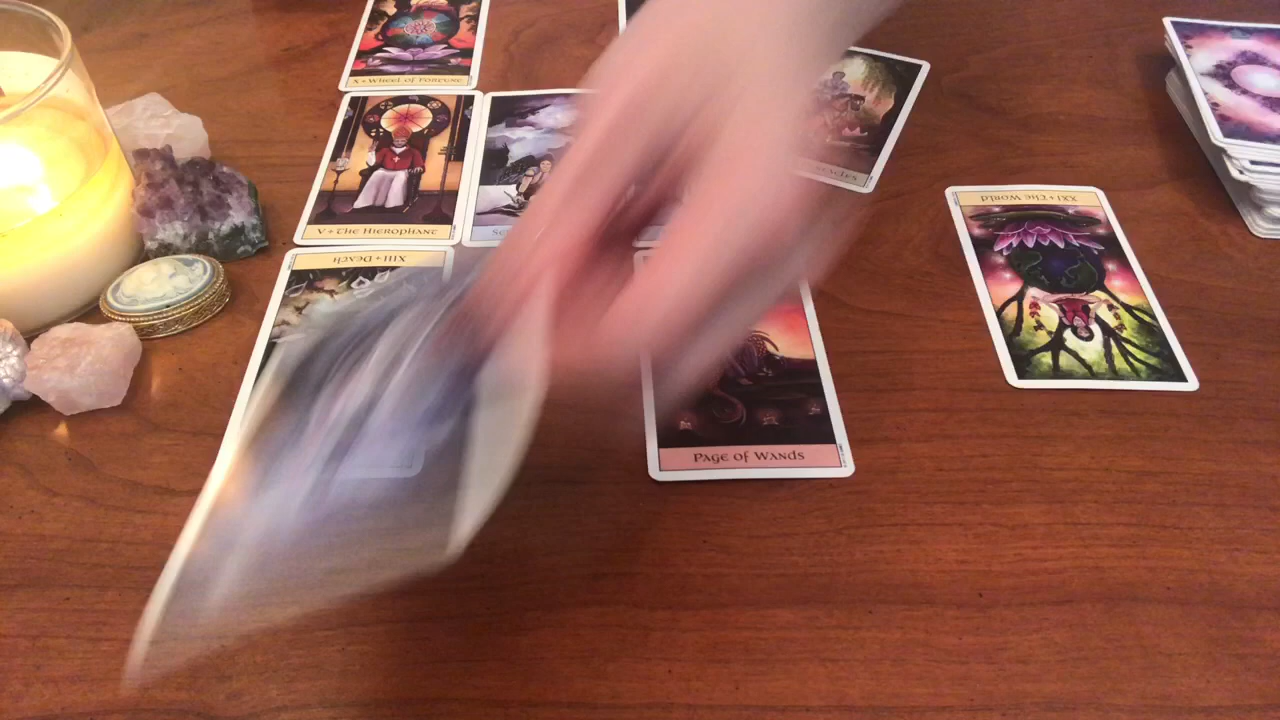 X • Wheel of Fortune
V • The Hierophant
XIII • Death
XXI • The World
Page of Wands